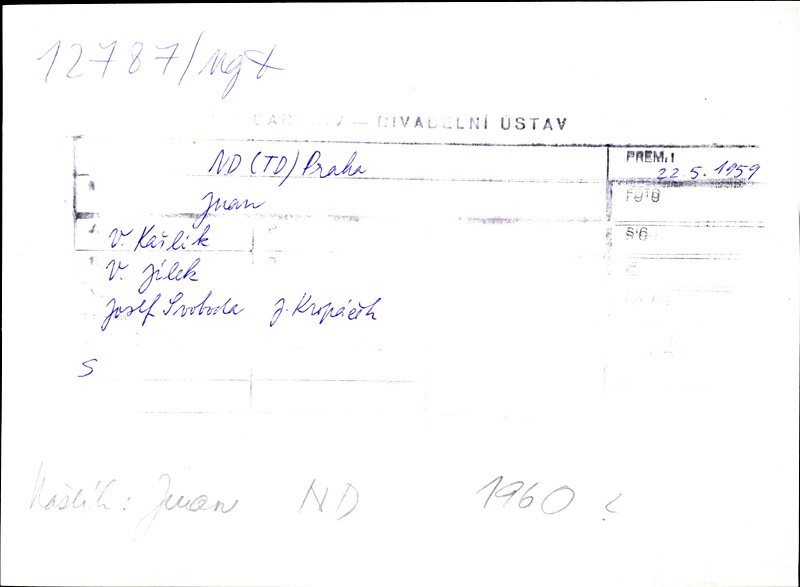 12787/Ngt
DIVADELNÍ ÚSTAV
ND (TD) Praha
PREM.: 22.5.1959
Juan
FOTO
V. Kašlík
SIG
V. Jílek
Josef Svoboda J. Kropáček
S
Kašlík: Juan ND 1960 ?